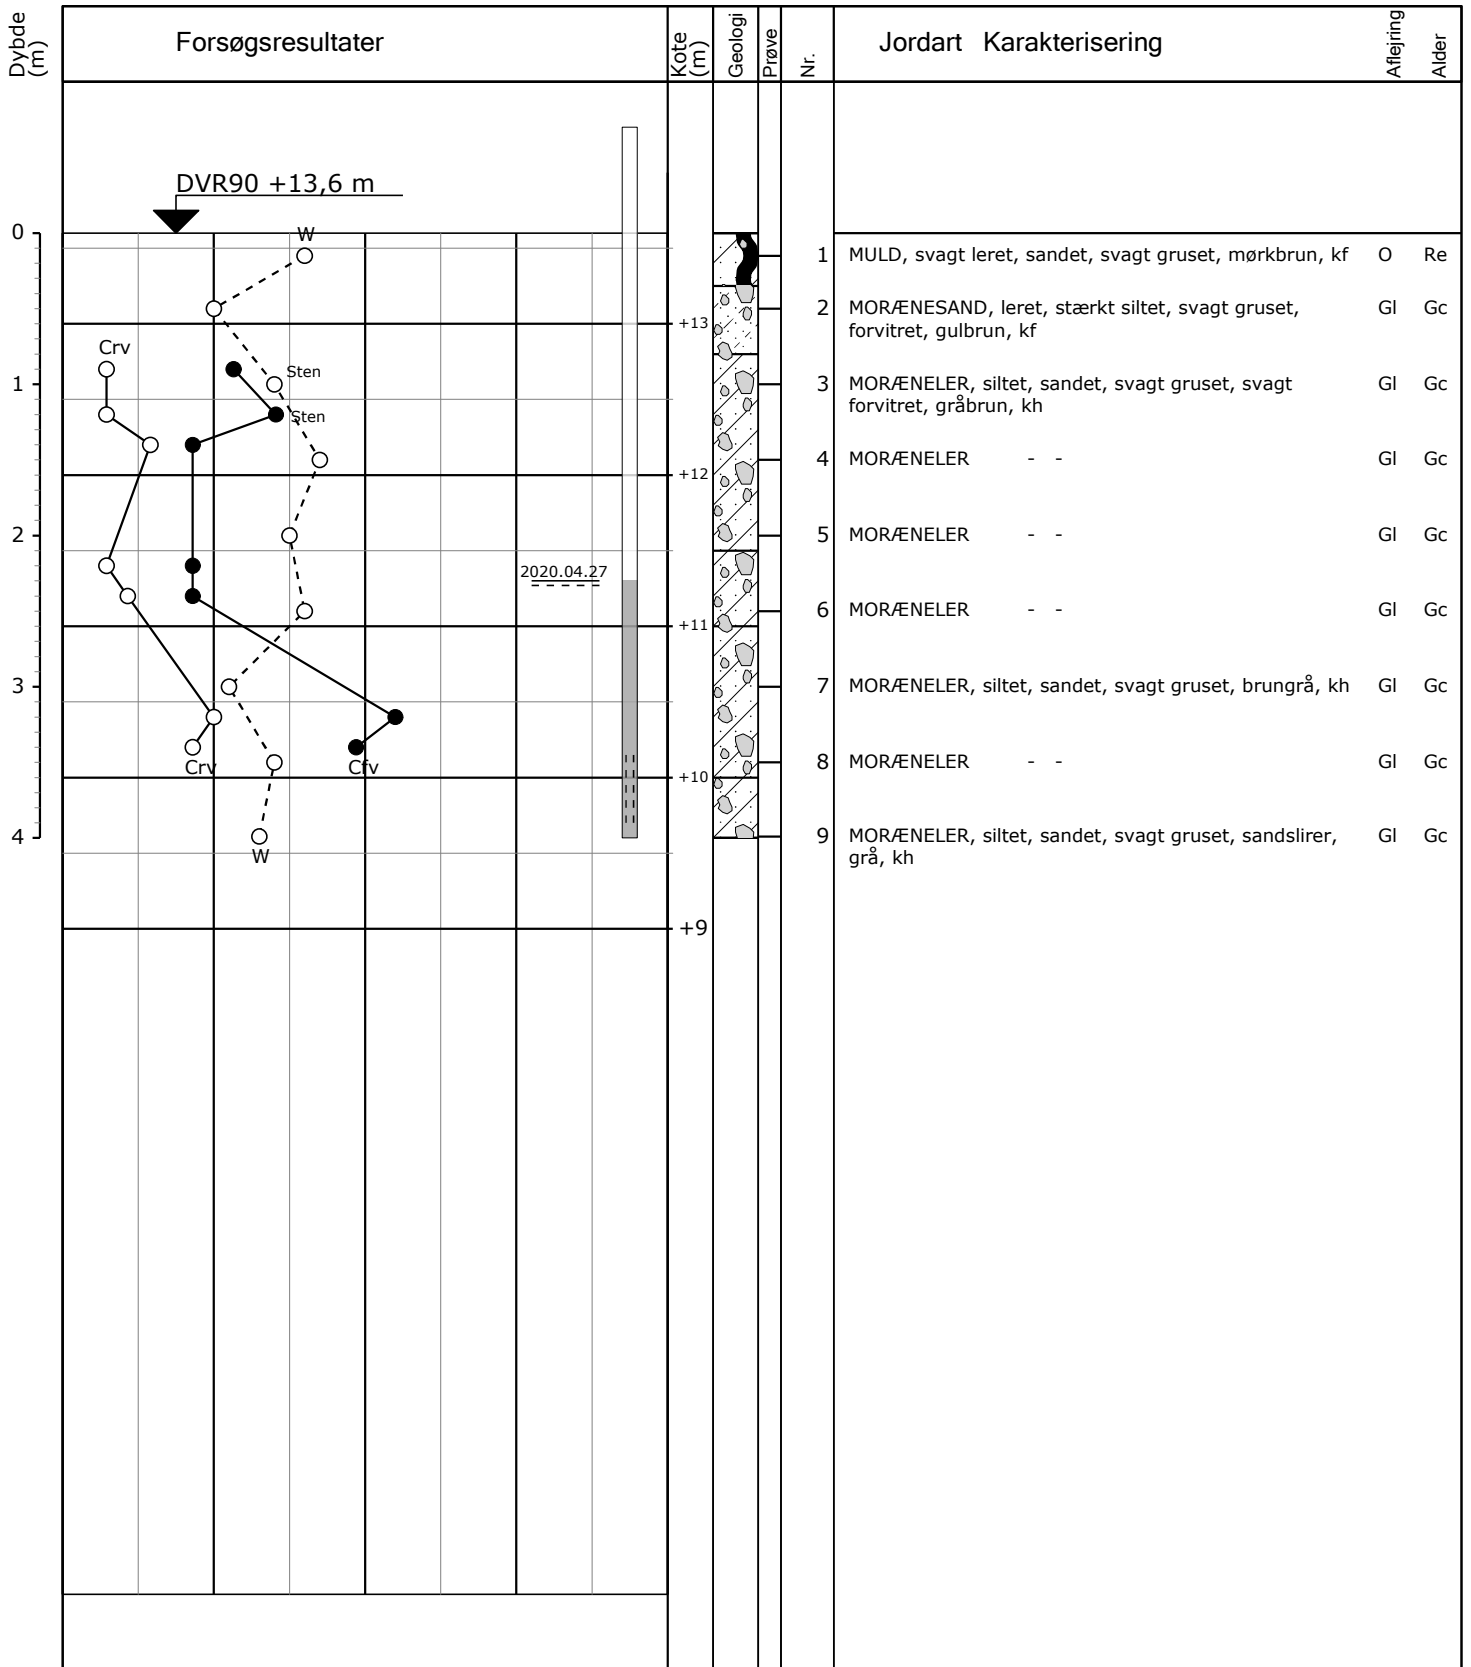 Dybde (m)
Forsøgsresultater
Kote (m)
Geologi
Prøve
Nr.
Jordart Karakterisering
Aflejring
Alder
DVR90 +13,6 m
0
W
1 MULD, svagt leret, sandet, svagt gruset, mørkbrun, kf O Re
2 MORÆNESAND, leret, stærkt siltet, svagt gruset, Gl Gc
forvitret, gulbrun, kf
+13
Crv
Sten
1
3 MORÆNELER, siltet, sandet, svagt gruset, svagt Gl Gc
forvitret, gråbrun, kh
Sten
4 MORÆNELER - - Gl Gc
+12
2
5 MORÆNELER - - Gl Gc
2020.04.27
6 MORÆNELER - - Gl Gc
+11
3
7 MORÆNELER, siltet, sandet, svagt gruset, brungrå, kh Gl Gc
Crv
Cfv
8 MORÆNELER - - Gl Gc
+10
4
9 MORÆNELER, siltet, sandet, svagt gruset, sandslirer, Gl Gc
grå, kh
W
+9